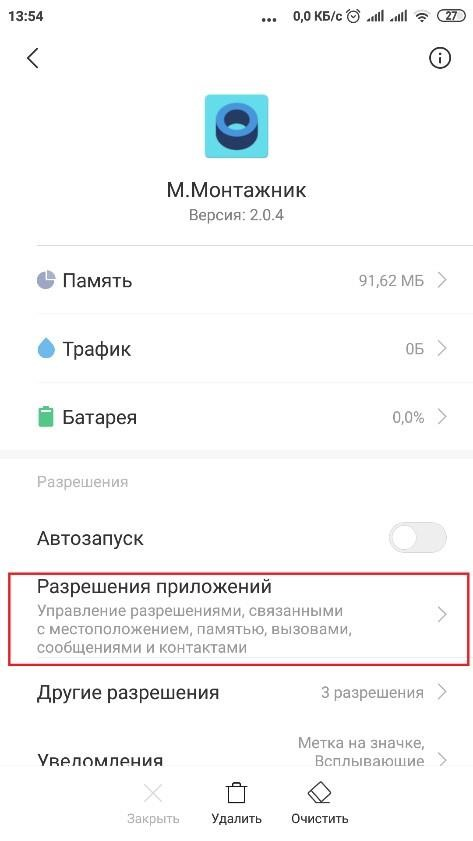 13:54 ... 0,0 КБ/с 27
М.Монтажник
Версия: 2.0.4
Память 91,62 МБ
Трафик 0Б
Батарея 0,0%
Разрешения
Автозапуск
Разрешения приложений
Управление разрешениями, связанными
с местоположением, памятью, вызовами,
сообщениями и контактами
Другие разрешения 3 разрешения
Метка на значке,
Уведомления Всплывающие
Закрыть Удалить Очистить